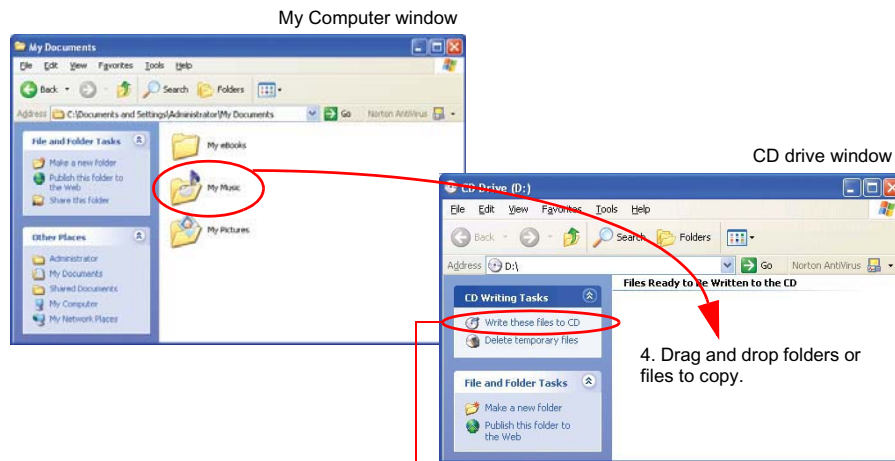 My Computer window
My Documents
File Edit View Favorites Tools Help
Back Search Folders
Address C:\Documents and Settings\Administrator\My Documents Go Norton AntiVirus
File and Folder Tasks
Make a new folder
Publish this folder to
the Web
Share this folder
Other Places
Administrator
My Documents
Shared Documents
My Computer
My Network Places
My eBooks
My Music
My Pictures
CD drive window
CD Drive (D:)
File Edit View Favorites Tools Help
Back Search Folders
Address D:\ Go Norton AntiVirus
CD Writing Tasks
Write these files to CD
Delete temporary files
File and Folder Tasks
Make a new folder
Publish this folder to
the Web
Files Ready to Be Written to the CD
4. Drag and drop folders or
files to copy.